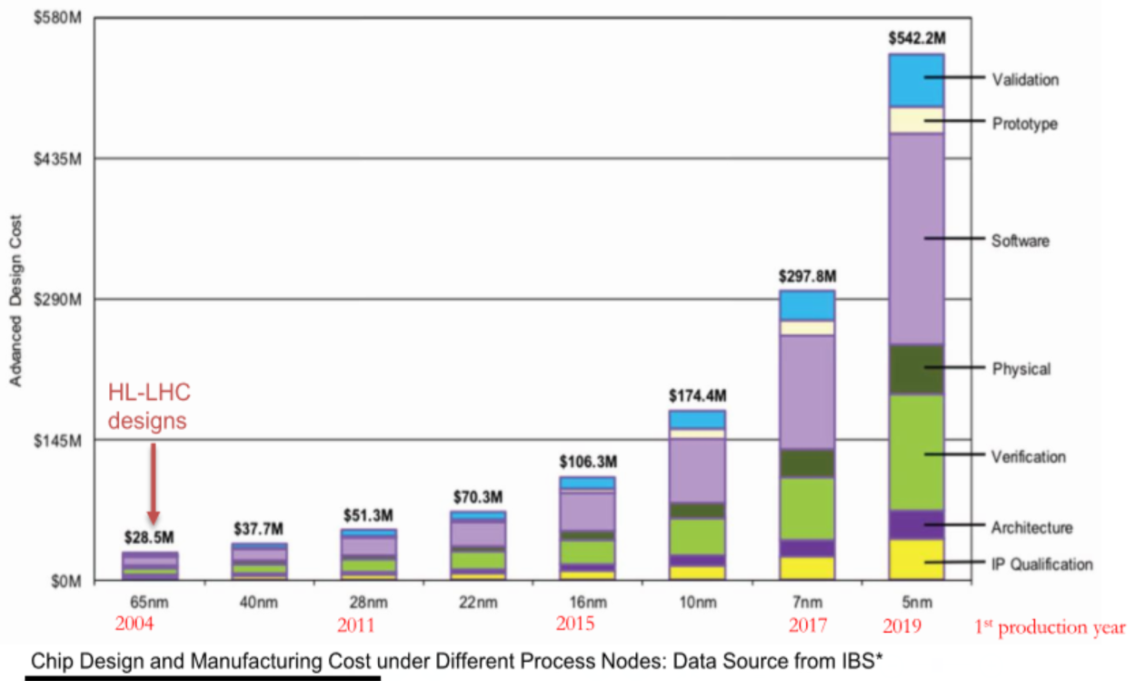 $580M
$542.2M
Validation
Prototype
$435M
Software
Advanced Design Cost
$297.8M
$290M
Physical
HL-LHC
designs
$174.4M
$145M
Verification
$106.3M
$70.3M
$51.3M
$37.7M
$28.5M
Architecture
IP Qualification
$0M
65nm 40nm 28nm 22nm 16nm 10nm 7nm 5nm
2004 2011 2015 2017 2019 1st production year
Chip Design and Manufacturing Cost under Different Process Nodes: Data Source from IBS*